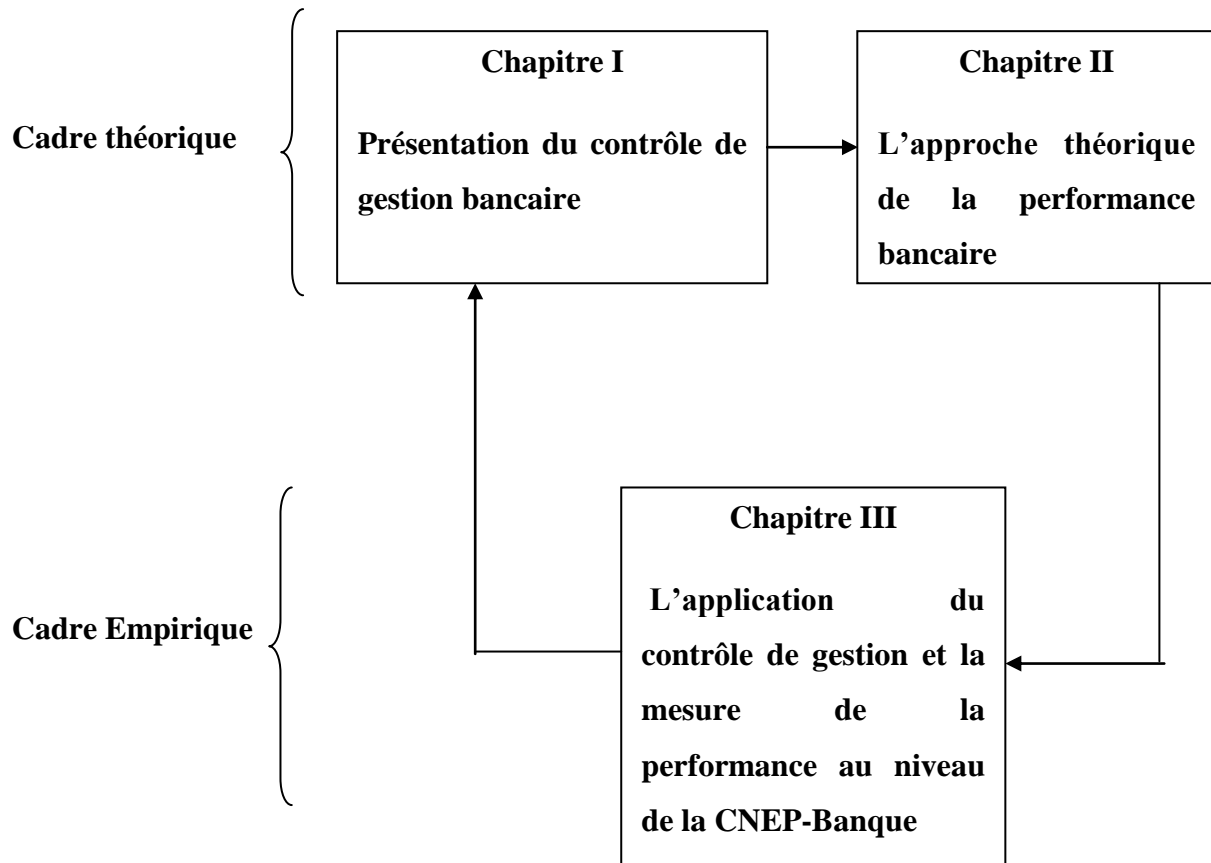 Cadre théorique
Chapitre I
Présentation du contrôle de
gestion bancaire
Chapitre II
L’approche théorique
de la performance
bancaire
Cadre Empirique
Chapitre III
L’application du
contrôle de gestion et la
mesure de la
performance au niveau
de la CNEP-Banque